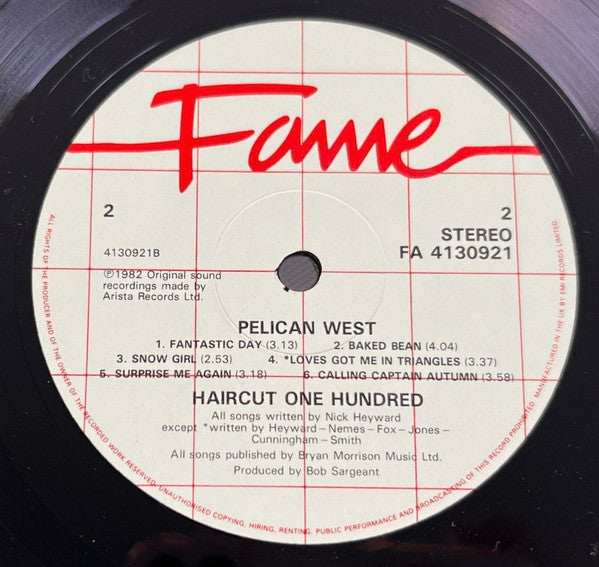 Fame
2
2
STEREO
4130921B
FA 4130921
℗1982 Original sound
recordings made by
Arista Records Ltd.
PELICAN WEST
1. FANTASTIC DAY (3.13) 2. BAKED BEAN (4.04)
3. SNOW GIRL (2.53) 4. *LOVES GOT ME IN TRIANGLES (3.37)
5. SURPRISE ME AGAIN (3.18) 6. CALLING CAPTAIN AUTUMN (3.58)
HAIRCUT ONE HUNDRED
All songs written by Nick Heyward
except *written by Heyward – Nemes – Fox – Jones –
Cunningham – Smith
All songs published by Bryan Morrison Music Ltd.
Produced by Bob Sargeant
ALL RIGHTS OF THE PRODUCER AND OF THE OWNER OF THE RECORDED WORK RESERVED. UNAUTHORISED COPYING, HIRING, RENTING, PUBLIC PERFORMANCE AND BROADCASTING OF THIS RECORD PROHIBITED. MANUFACTURED IN THE UK BY EMI RECORDS LIMITED.